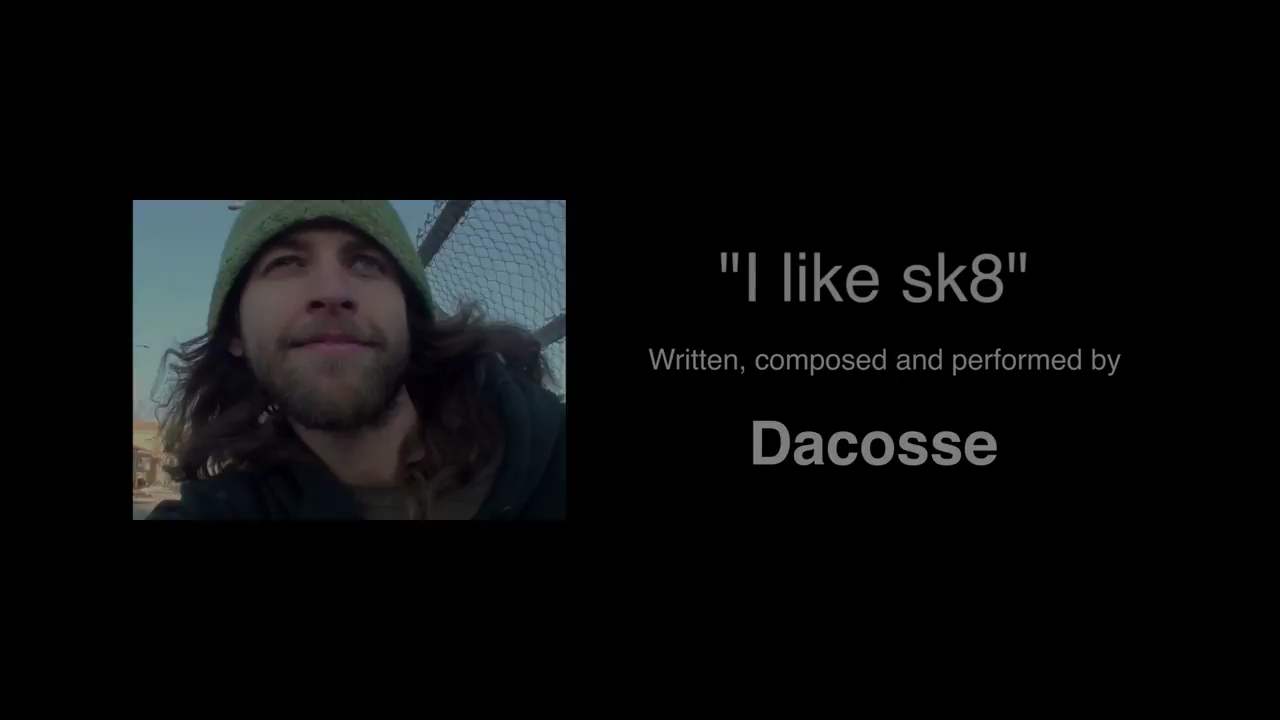 "I like sk8"
Written, composed and performed by
Dacosse